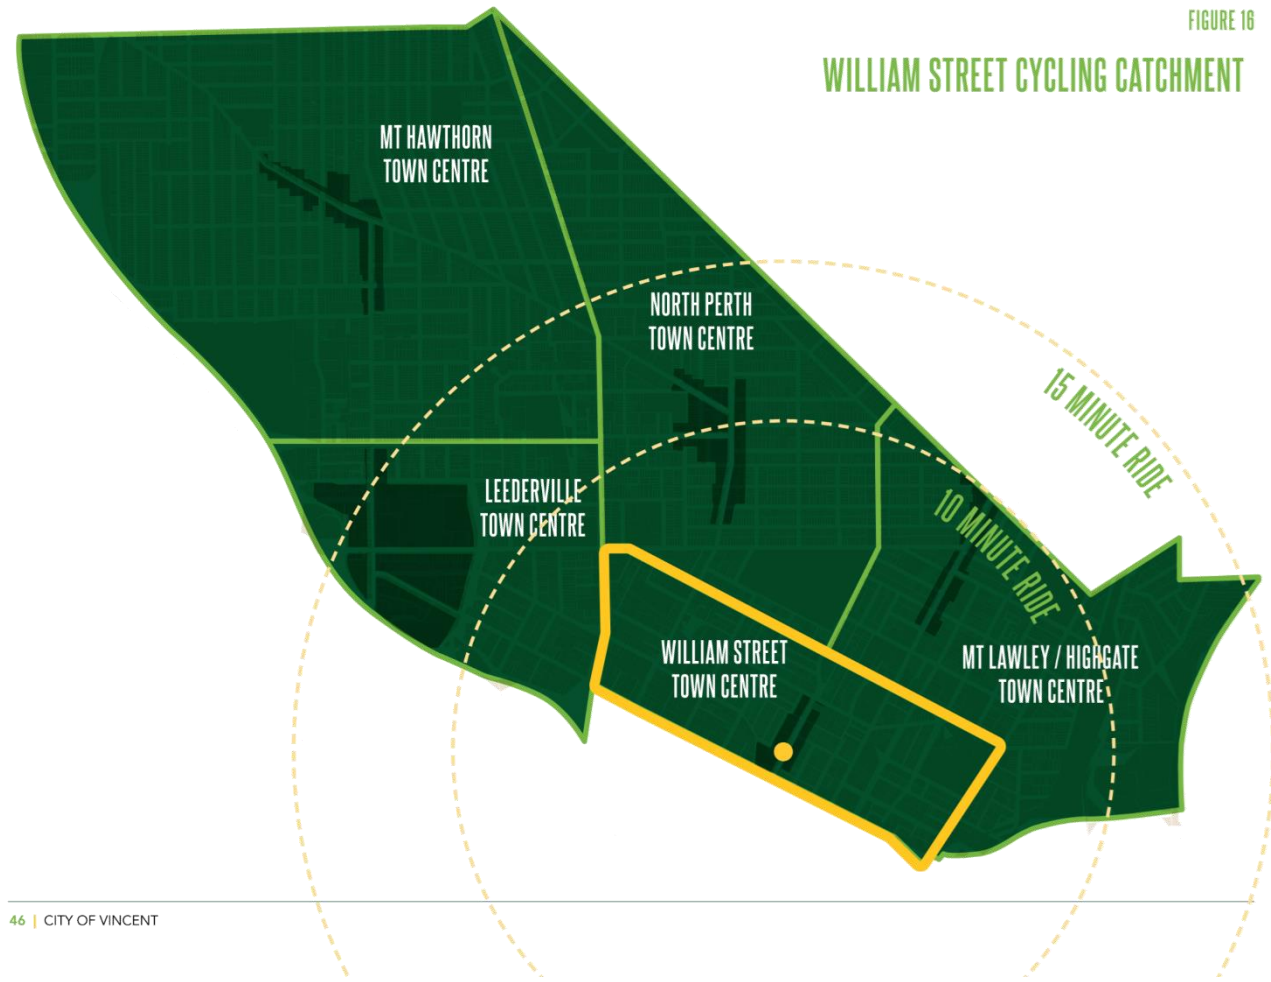 FIGURE 16
WILLIAM STREET CYCLING CATCHMENT
MT HAWTHORN
TOWN CENTRE
NORTH PERTH
TOWN CENTRE
15 MINUTE RIDE
LEEDERVILLE
TOWN CENTRE
10 MINUTE RIDE
WILLIAM STREET
TOWN CENTRE
MT LAWLEY / HIGHGATE
TOWN CENTRE
46 | CITY OF VINCENT